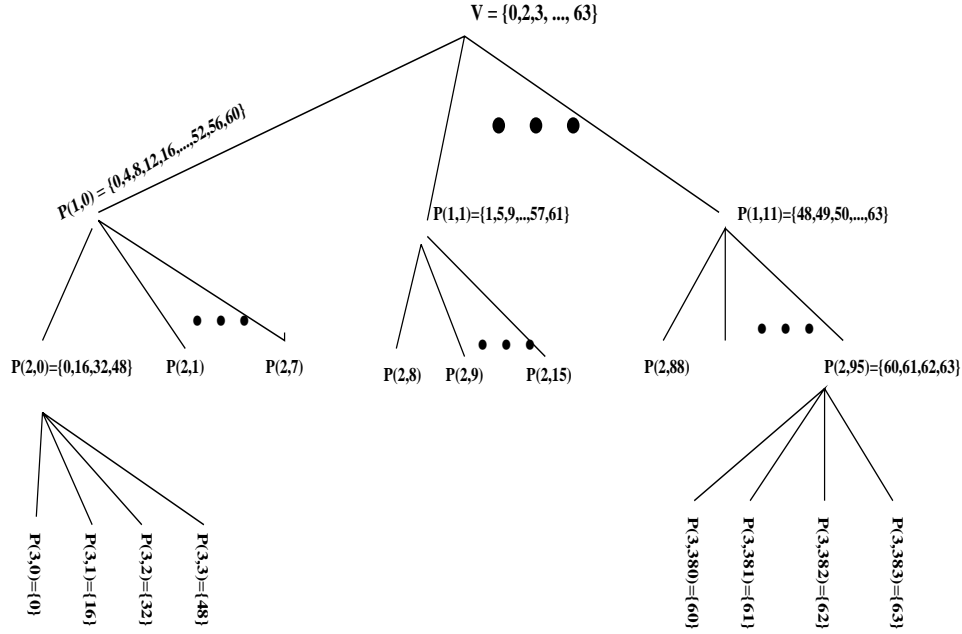 V = {0,2,3, ..., 63}
P(1,0) = {0,4,8,12,16,...,52,56,60}
P(1,1)={1,5,9,..,57,61}
P(1,11)={48,49,50,....,63}
P(2,0)={0,16,32,48}
P(2,1)
P(2,7)
P(2,8)
P(2,9)
P(2,15)
P(2,88)
P(2,95)={60,61,62,63}
P(3,0)={0}
P(3,1)={16}
P(3,2)={32}
P(3,3)={48}
P(3,380)={60}
P(3,381)={61}
P(3,382)={62}
P(3,383)={63}